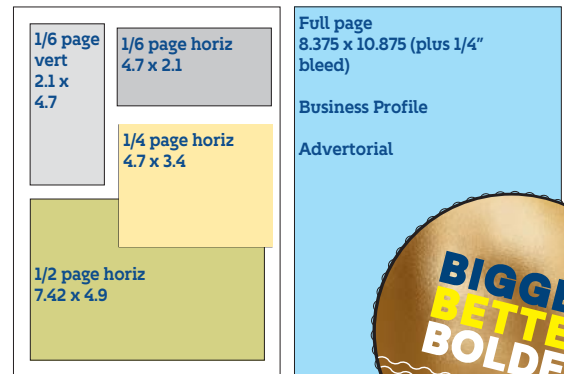 1/6 page
vert
2.1 x
4.7
1/6 page horiz
4.7 x 2.1
1/4 page horiz
4.7 x 3.4
1/2 page horiz
7.42 x 4.9
Full page
8.375 x 10.875 (plus 1/4”
bleed)
Business Profile
Advertorial
BIGGE
BETTE
BOLDE